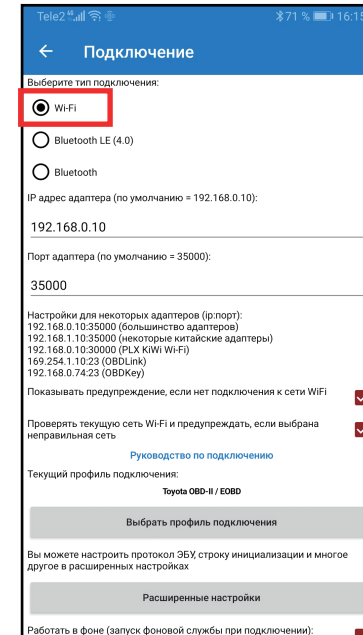 Tele2 4G 71 % 16:15
Подключение
Выберите тип подключения:
Wi-Fi
Bluetooth LE (4.0)
Bluetooth
IP адрес адаптера (по умолчанию = 192.168.0.10):
192.168.0.10
Порт адаптера (по умолчанию = 35000):
35000
Настройки для некоторых адаптеров (ip:порт):
192.168.0.10:35000 (большинство адаптеров)
192.168.1.10:35000 (некоторые китайские адаптеры)
192.168.0.10:30000 (PLX KiWi Wi-Fi)
169.254.1.10:23 (OBDLink)
192.168.0.74:23 (OBDKey)
Показывать предупреждение, если нет подключения к сети WiFi
Проверять текущую сеть Wi-Fi и предупреждать, если выбрана
неправильная сеть
Руководство по подключению
Текущий профиль подключения:
Toyota OBD-II / EOBD
Выбрать профиль подключения
Вы можете настроить протокол ЭБУ, строку инициализации и многое
другое в расширенных настройках
Расширенные настройки
Работать в фоне (запуск фоновой службы при подключении):